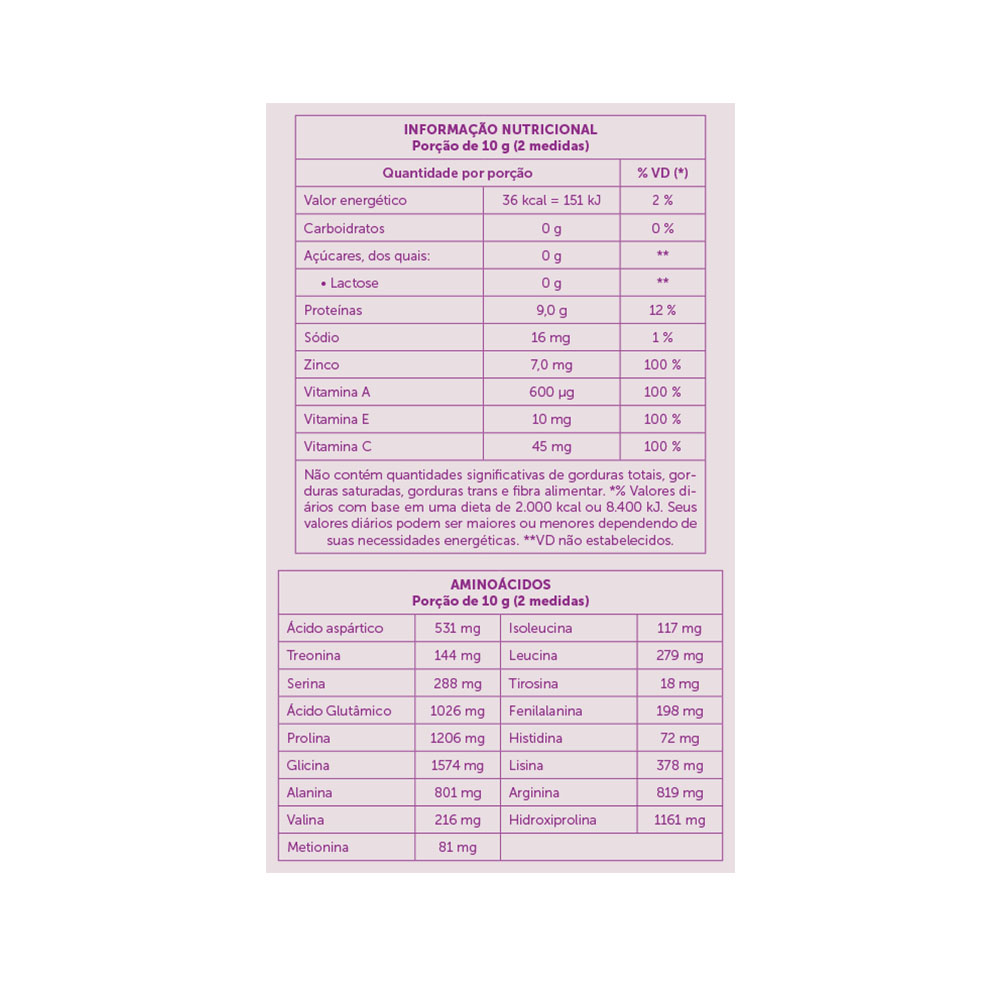 INFORMAÇÃO NUTRICIONAL
Porção de 10 g (2 medidas)
Quantidade por porção % VD (*)
Valor energético 36 kcal = 151 kJ 2 %
Carboidratos 0 g 0 %
Açúcares, dos quais: 0 g **
• Lactose 0 g **
Proteínas 9,0 g 12 %
Sódio 16 mg 1 %
Zinco 7,0 mg 100 %
Vitamina A 600 µg 100 %
Vitamina E 10 mg 100 %
Vitamina C 45 mg 100 %
Não contém quantidades significativas de gorduras totais, gor-
duras saturadas, gorduras trans e fibra alimentar. *% Valores di-
ários com base em uma dieta de 2.000 kcal ou 8.400 kJ. Seus
valores diários podem ser maiores ou menores dependendo de
suas necessidades energéticas. **VD não estabelecidos.
AMINOÁCIDOS
Porção de 10 g (2 medidas)
Ácido aspártico 531 mg Isoleucina 117 mg
Treonina 144 mg Leucina 279 mg
Serina 288 mg Tirosina 18 mg
Ácido Glutâmico 1026 mg Fenilalanina 198 mg
Prolina 1206 mg Histidina 72 mg
Glicina 1574 mg Lisina 378 mg
Alanina 801 mg Arginina 819 mg
Valina 216 mg Hidroxiprolina 1161 mg
Metionina 81 mg